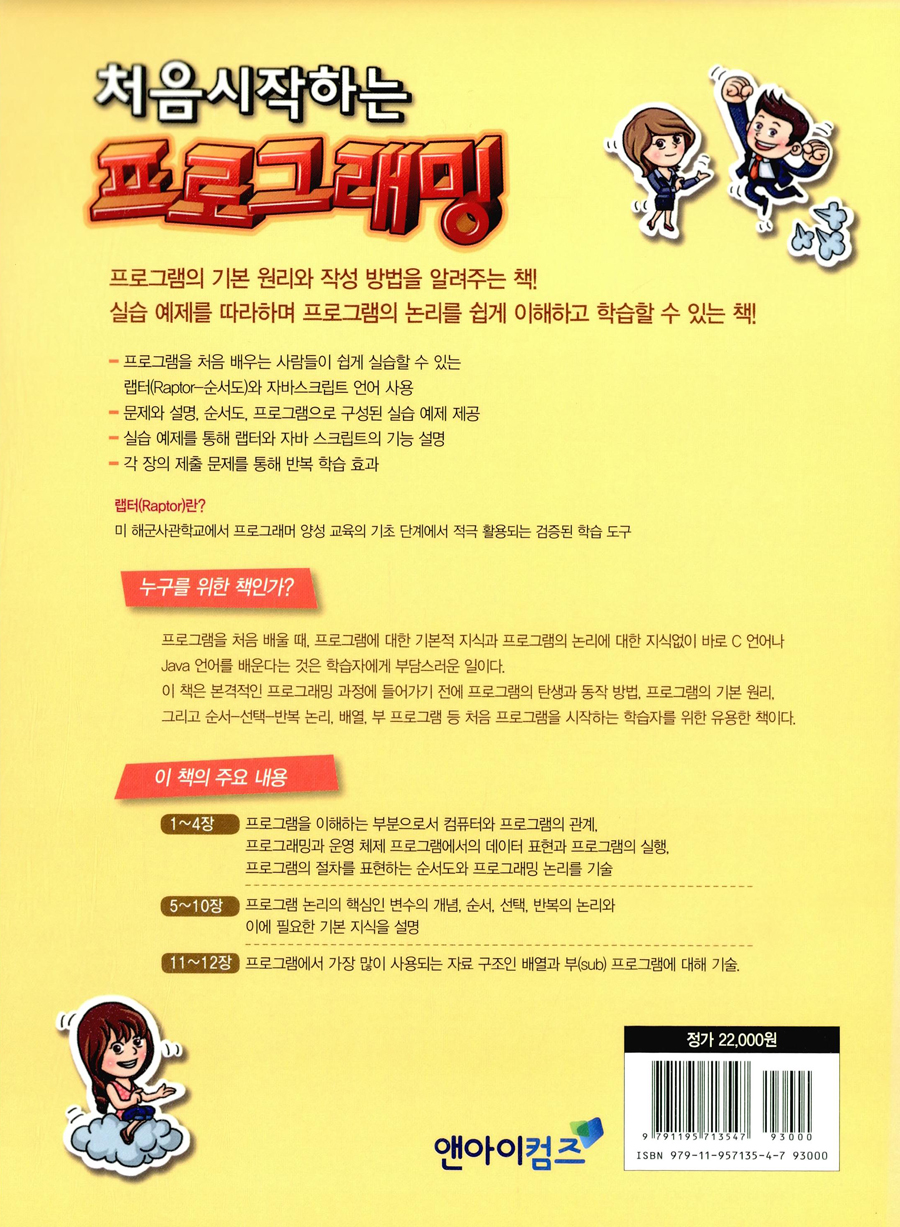 처음시작하는
프로그래밍
프로그램의 기본 원리와 작성 방법을 알려주는 책!
실습 예제를 따라하며 프로그램의 논리를 쉽게 이해하고 학습할 수 있는 책!
- 프로그램을 처음 배우는 사람들이 쉽게 실습할 수 있는
랩터(Raptor-순서도)와 자바스크립트 언어 사용
- 문제와 설명, 순서도, 프로그램으로 구성된 실습 예제 제공
- 실습 예제를 통해 랩터와 자바 스크립트의 기능 설명
- 각 장의 제출 문제를 통해 반복 학습 효과
랩터(Raptor)란?
미 해군사관학교에서 프로그래머 양성 교육의 기초 단계에서 적극 활용되는 검증된 학습 도구
누구를 위한 책인가?
프로그램을 처음 배울 때, 프로그램에 대한 기본적 지식과 프로그램의 논리에 대한 지식없이 바로 C 언어나
Java 언어를 배운다는 것은 학습자에게 부담스러운 일이다.
이 책은 본격적인 프로그래밍 과정에 들어가기 전에 프로그램의 탄생과 동작 방법, 프로그램의 기본 원리,
그리고 순서-선택-반복 논리, 배열, 부 프로그램 등 처음 프로그램을 시작하는 학습자를 위한 유용한 책이다.
이 책의 주요 내용
1~4장 프로그램을 이해하는 부분으로서 컴퓨터와 프로그램의 관계,
프로그래밍과 운영 체제 프로그램에서의 데이터 표현과 프로그램의 실행,
프로그램의 절차를 표현하는 순서도와 프로그래밍 논리를 기술
5~10장 프로그램 논리의 핵심인 변수의 개념, 순서, 선택, 반복의 논리와
이에 필요한 기본 지식을 설명
11~12장 프로그램에서 가장 많이 사용되는 자료 구조인 배열과 부(sub) 프로그램에 대해 기술.
정가 22,000원
9 791195 713547 93000
ISBN 979-11-957135-4-7 93000
앤아이컴즈